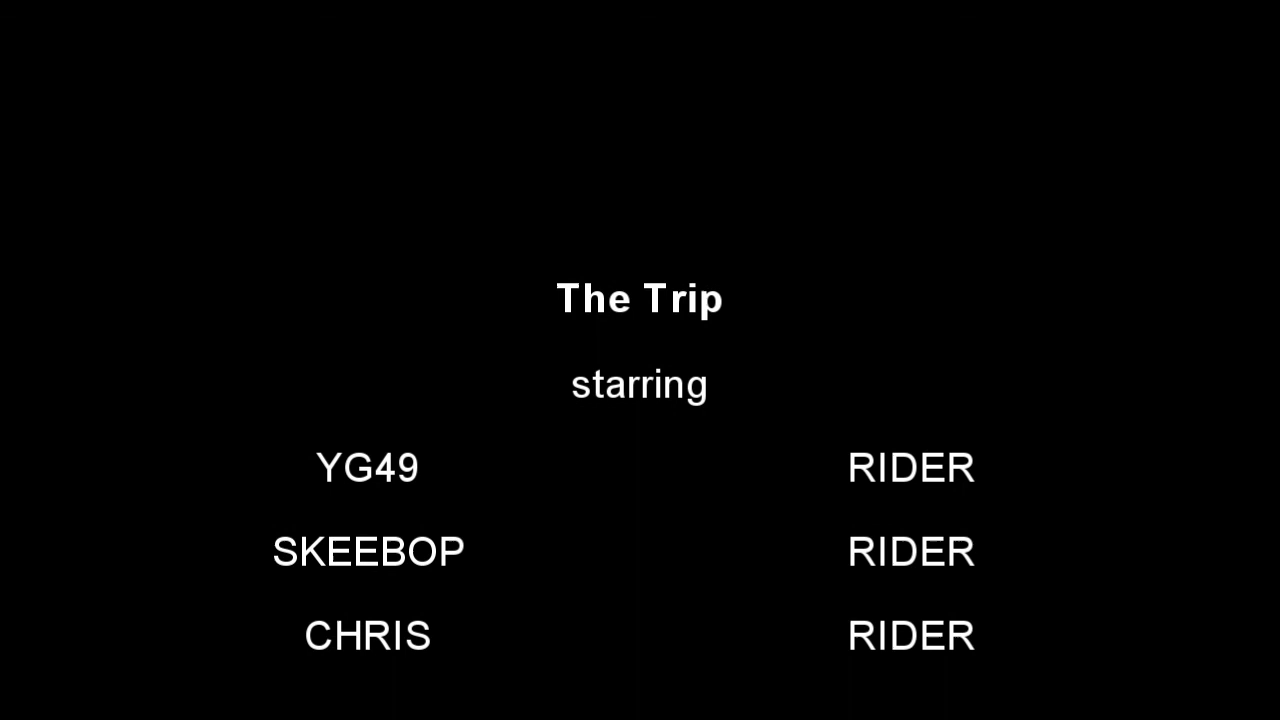 The Trip
starring
YG49 RIDER
SKEEBOP RIDER
CHRIS RIDER